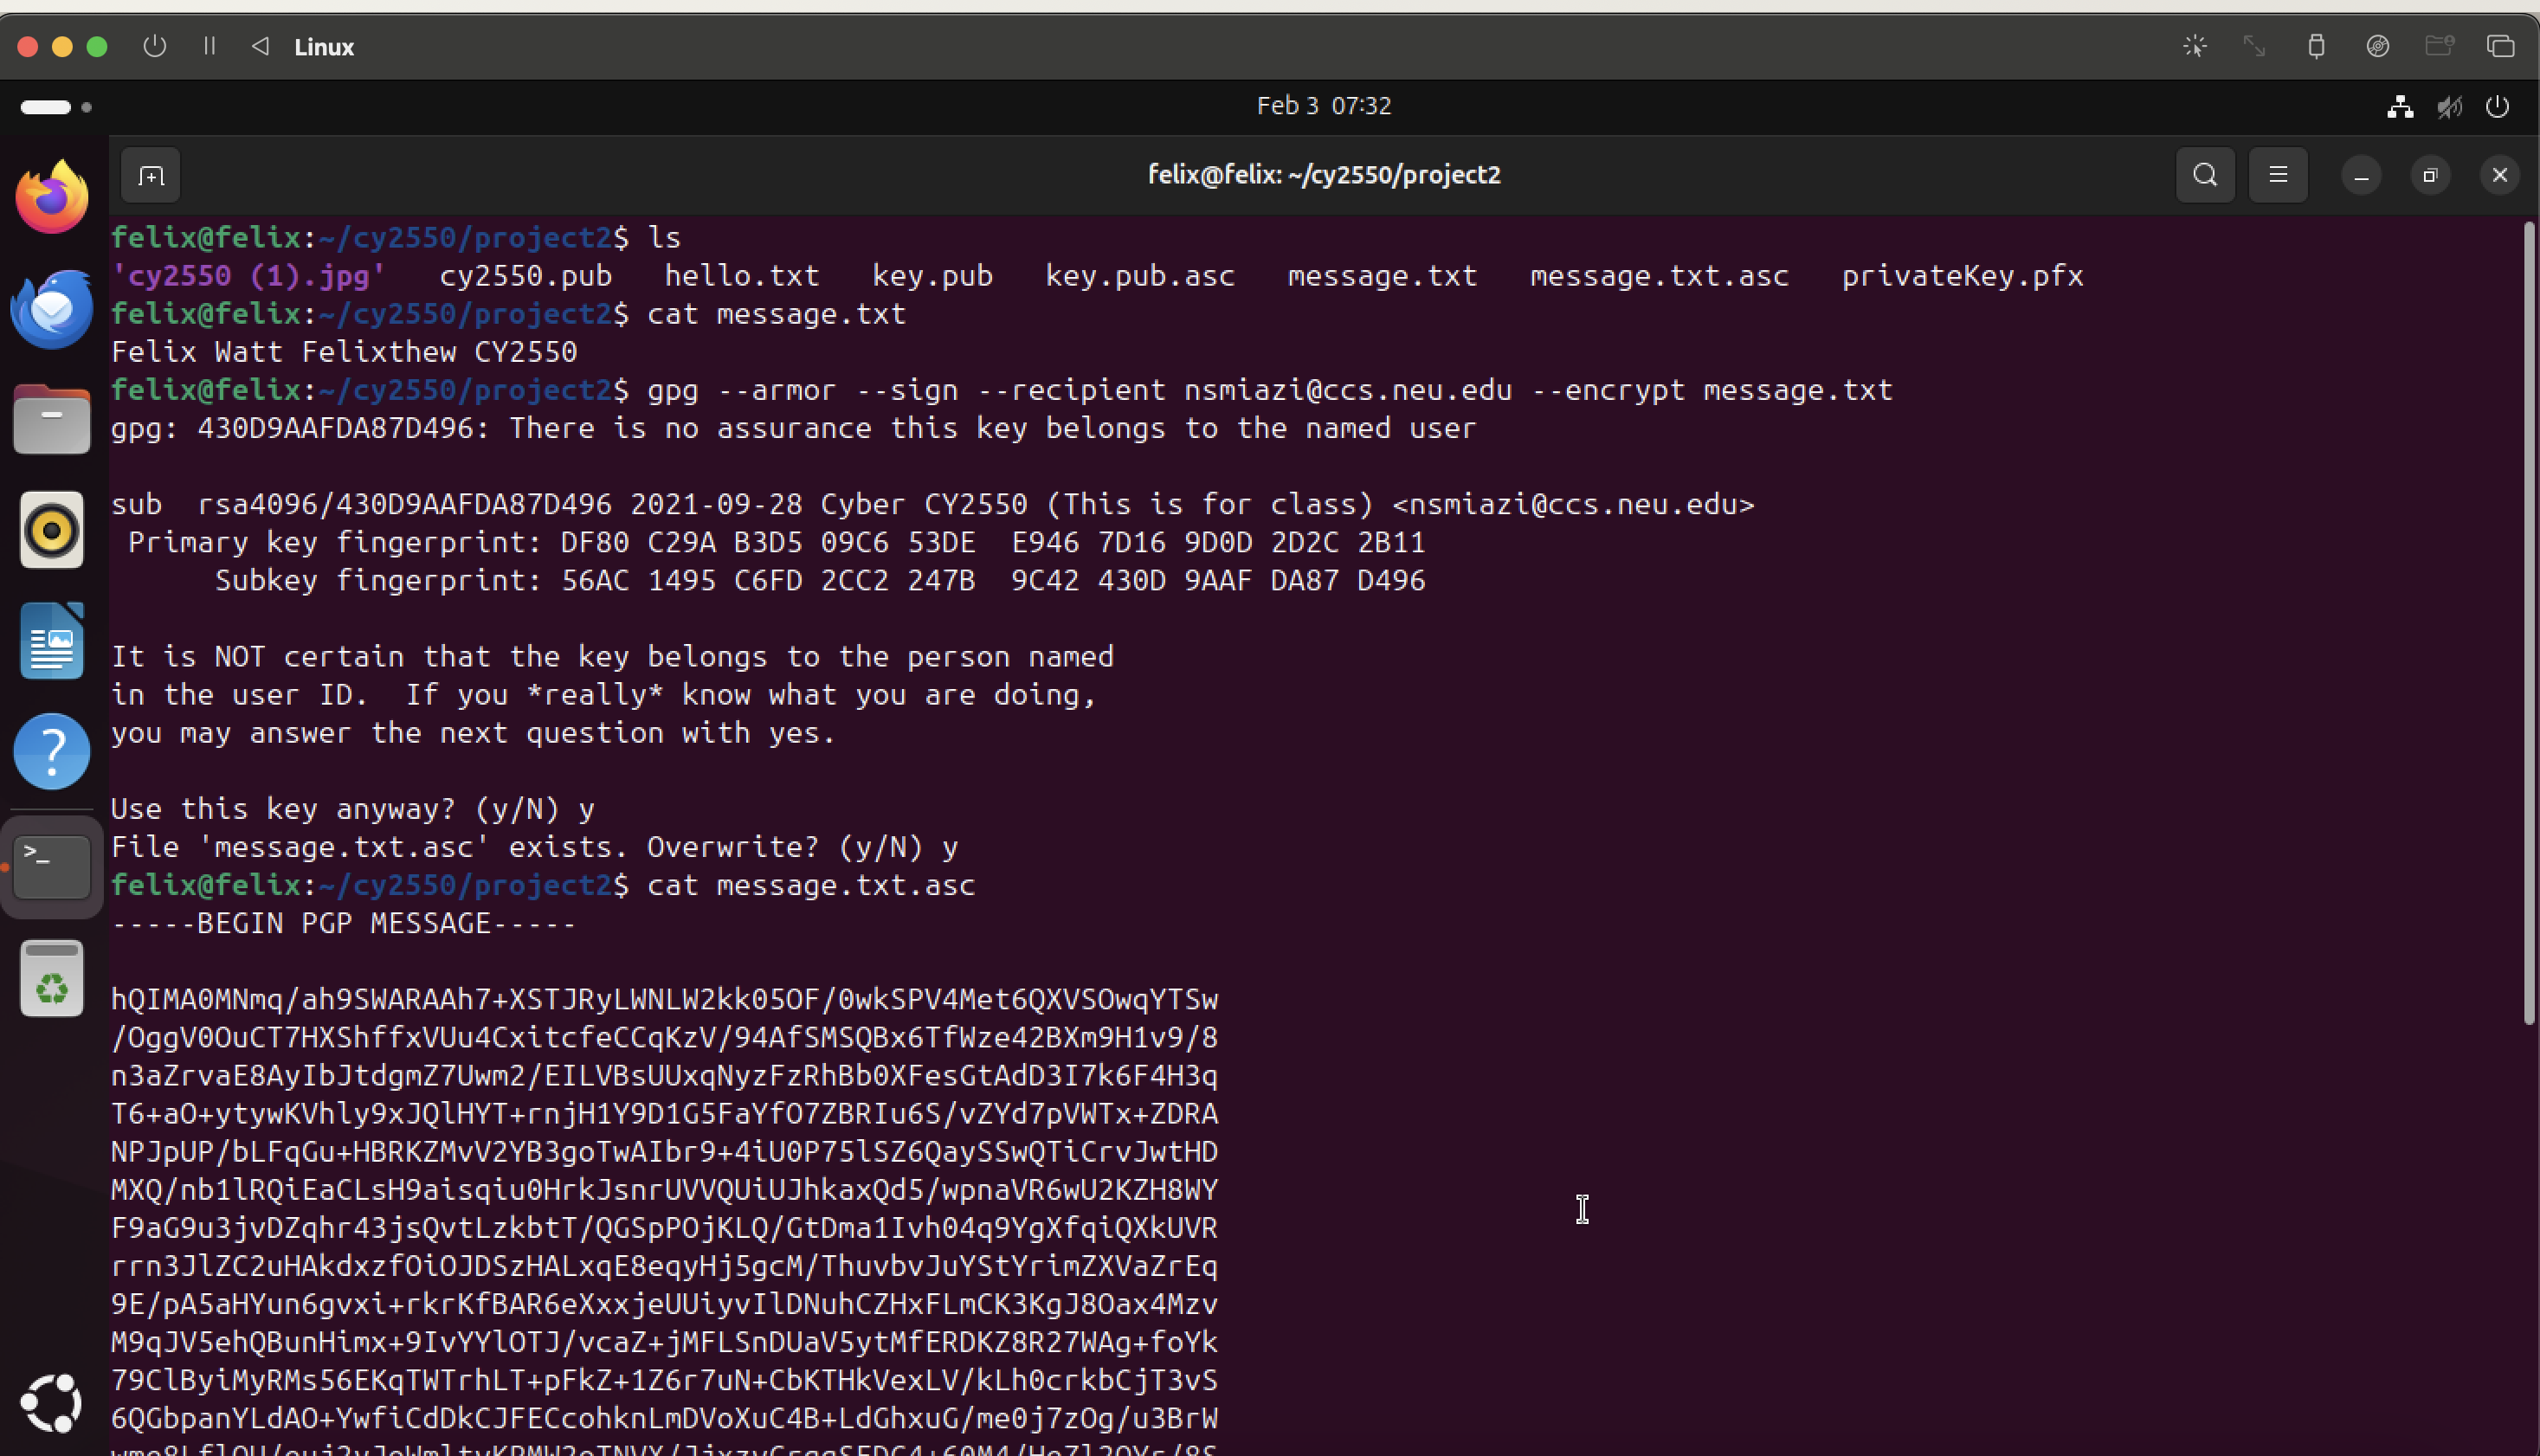 Linux
Feb 3 07:32
felix@felix: ~/cy2550/project2
felix@felix:~/cy2550/project2$ ls
'cy2550 (1).jpg' cy2550.pub hello.txt key.pub key.pub.asc message.txt message.txt.asc privateKey.pfx
felix@felix:~/cy2550/project2$ cat message.txt
Felix Watt Felixthew CY2550
felix@felix:~/cy2550/project2$ gpg --armor --sign --recipient nsmiazi@ccs.neu.edu --encrypt message.txt
gpg: 430D9AAFDA87D496: There is no assurance this key belongs to the named user
sub rsa4096/430D9AAFDA87D496 2021-09-28 Cyber CY2550 (This is for class) <nsmiazi@ccs.neu.edu>
Primary key fingerprint: DF80 C29A B3D5 09C6 53DE E946 7D16 9D0D 2D2C 2B11
Subkey fingerprint: 56AC 1495 C6FD 2CC2 247B 9C42 430D 9AAF DA87 D496
It is NOT certain that the key belongs to the person named
in the user ID. If you *really* know what you are doing,
you may answer the next question with yes.
Use this key anyway? (y/N) y
File 'message.txt.asc' exists. Overwrite? (y/N) y
felix@felix:~/cy2550/project2$ cat message.txt.asc
-----BEGIN PGP MESSAGE-----
hQIMA0MNmq/ah9SWARAAh7+XSTJRyLWNLW2kk05OF/0wkSPV4Met6QXVSOwqYTSw
/OggV0OuCT7HXShffxVUu4CxitcfeCCqKzV/94AfSMSQBx6TfWze42BXm9H1v9/8
n3aZrvaE8AyIbJtdgmZ7Uwm2/EILVBsUUxqNyzFzRhBb0XFesGtAdD3I7k6F4H3q
T6+aO+ytywKVhly9xJQlHYT+rnjH1Y9D1G5FaYfO7ZBRIu6S/vZYd7pVWTx+ZDRA
NPJpUP/bLFqGu+HBRKZMvV2YB3goTwAIbr9+4iU0P75lSZ6QaySSwQTiCrvJwtHD
MXQ/nb1lRQiEaCLsH9aisqiu0HrkJsnrUVVQUiUJhkaxQd5/wpnaVR6wU2KZH8WY
F9aG9u3jvDZqhr43jsQvtLzkbtT/QGSpPOjKLQ/GtDma1Ivh04q9YgXfqiQXkUVR
rrn3JlZC2uHAkdxzfOiOJDSzHALxqE8eqyHj5gcM/ThuvbvJuYStYrimZXVaZrEq
9E/pA5aHYun6gvxi+rkrKfBAR6eXxxjeUUiyvIlDNuhCZHxFLmCK3KgJ8Oax4Mzv
M9qJV5ehQBunHimx+9IvYYlOTJ/vcaZ+jMFLSnDUaV5ytMfERDKZ8R27WAg+foYk
79ClByiMyRMs56EKqTWTrhLT+pFkZ+1Z6r7uN+CbKTHkVexLV/kLh0crkbCjT3vS
6QGbpanYLdAO+YwfiCdDkCJFECcohknLmDVoXuC4B+LdGhxuG/me0j7zOg/u3BrW